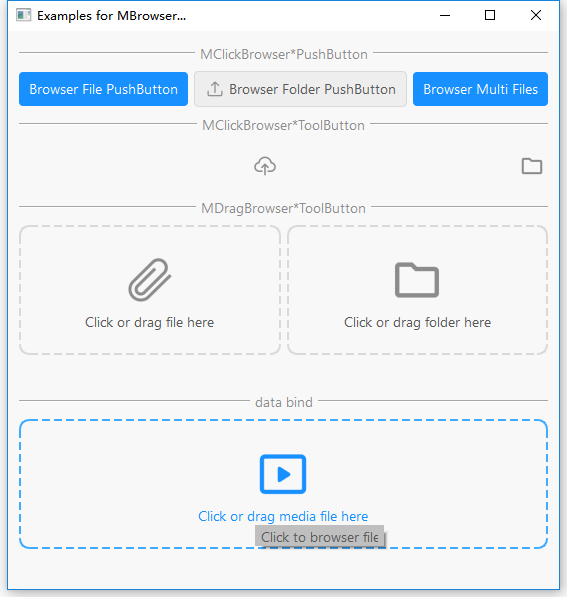 Examples for MBrowser...
MClickBrowser*PushButton
Browser File PushButton
Browser Folder PushButton
Browser Multi Files
MClickBrowser*ToolButton
MDragBrowser*ToolButton
Click or drag file here
Click or drag folder here
data bind
Click or drag media file here
Click to browser file